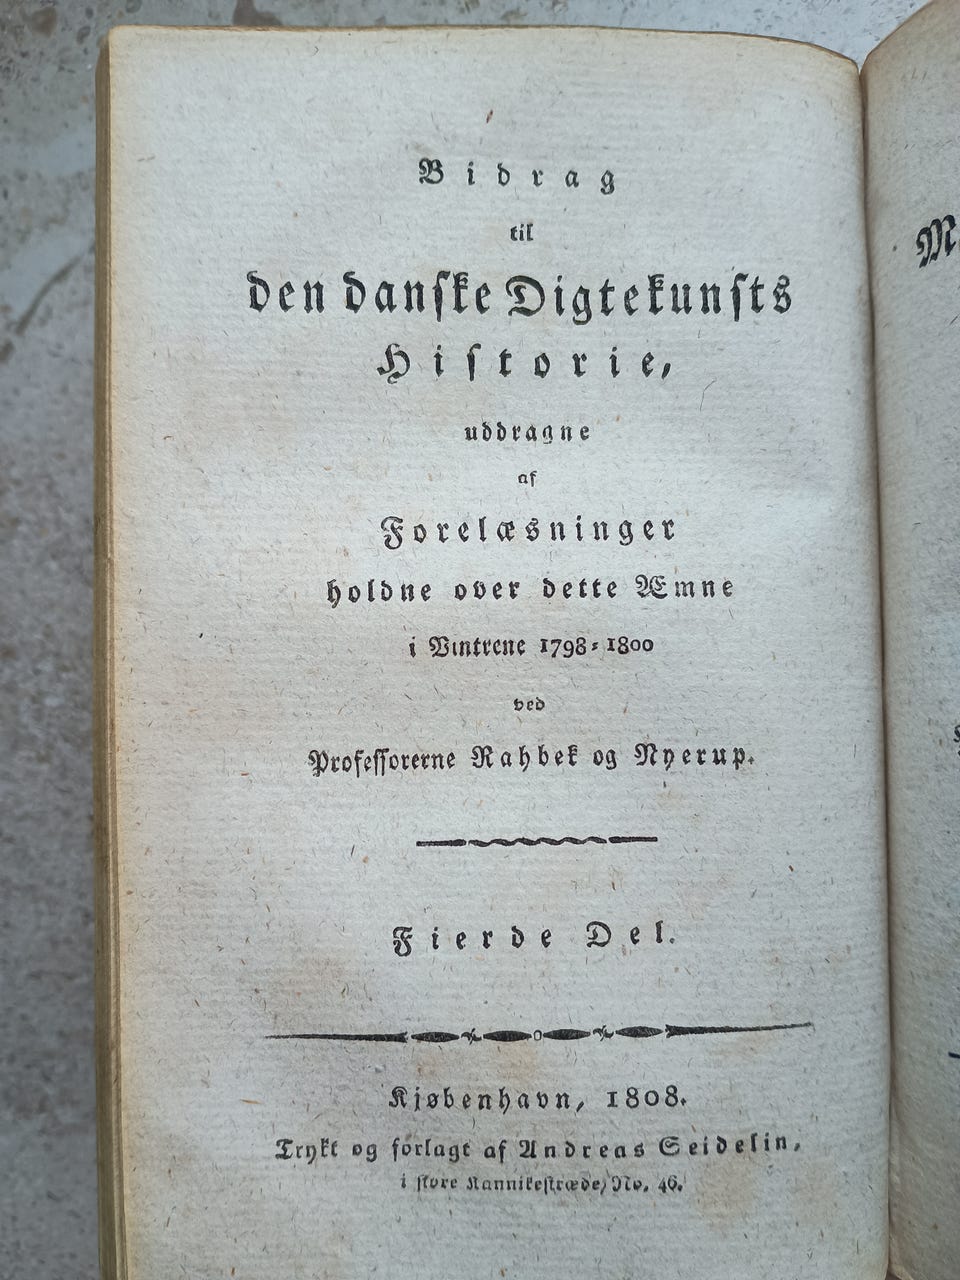 Bidrag
til
den danske Digtekunsts
Historie,
uddragne
af
Forelæsninger
holdne over dette Æmne
i Vintrene 1798-1800
ved
Professorerne Rahbek og Nyerup.
Fierde Del.
Kjøbenhavn, 1808.
Trykt og forlagt af Andreas Seidelin,
i store Kannikestræde, No. 46.